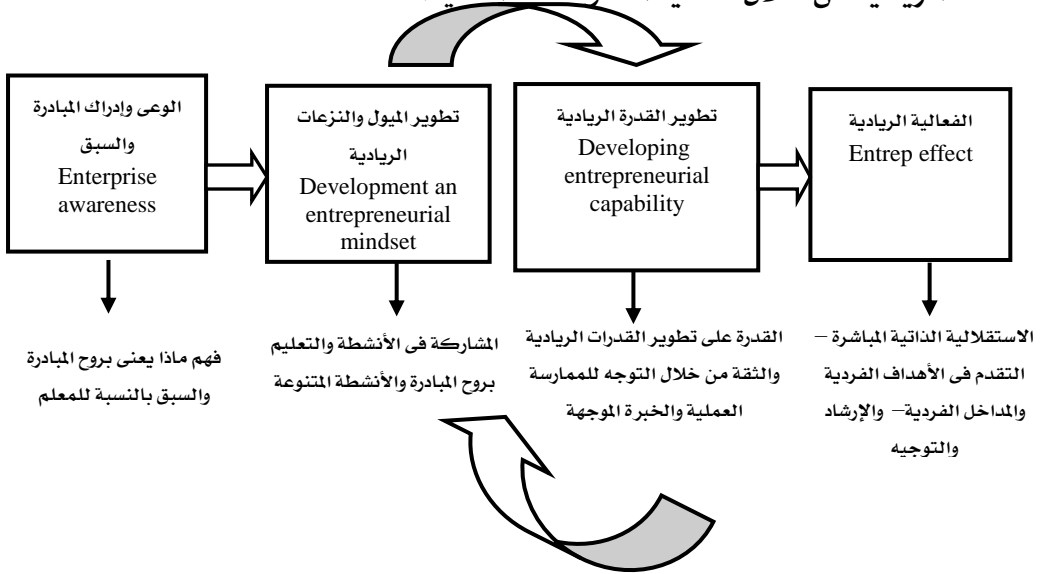 الوعى وإدراك المبادرة
والسبق
Enterprise
awareness
تطوير الميول والنزعات
الريادية
Development an
entrepreneurial
mindset
تطوير القدرة الريادية
Developing
entrepreneurial
capability
الفعالية الريادية
Entrep effect
فهم ماذا يعنى بروح المبادرة
والسبق بالنسبة للمعلم
المشاركة فى الأنشطة والتعليم
بروح المبادرة والأنشطة المتنوعة
القدرة على تطوير القدرات الريادية
والثقة من خلال التوجه للممارسة
العملية والخبرة الموجهة
الاستقلالية الذاتية المباشرة –
التقدم فى الأهداف الفردية
والمداخل الفردية– والإرشاد
والتوجيه